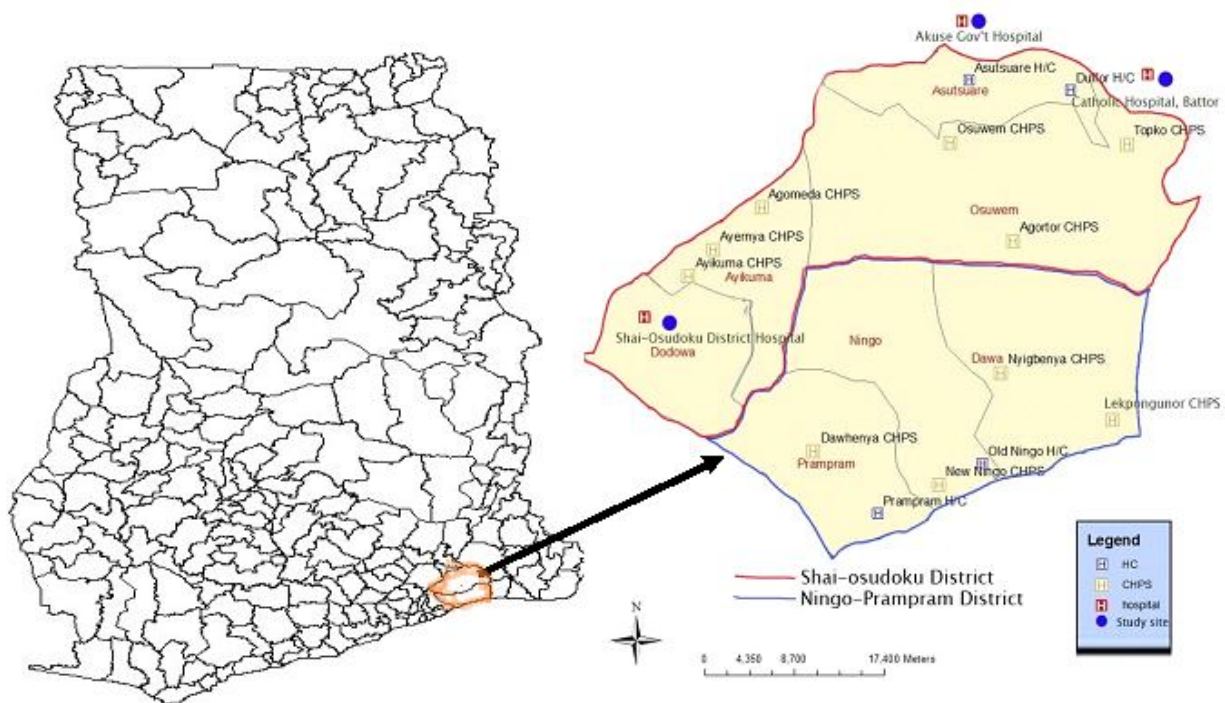 Akuse Gov't Hospital
Asutsuare H/C
Asutsuare
Duffor H/C
Catholic Hospital, Battor
Osuwem CHPS
Topko CHPS
Agomeda CHPS
Osuwem
Ayemya CHPS
Agortor CHPS
Ayikuma CHPS
Ayikuma
Shai-Osudoku District Hospital
Dodowa
Ningo
Dawa
Nyigbenya CHPS
Lekpongunor CHPS
Dawhenya CHPS
Prampram
Old Ningo H/C
New Ningo CHPS
Prampram H/C
Legend
HC
CHPS
hospital
Study site
Shai-osudoku District
Ningo-Prampram District
N
0 4,350 8,700 17,400 Meters